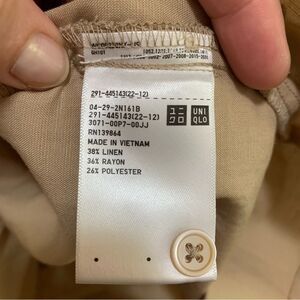 291-445143(22-12)
04-29-2N161B
291-445143(22-12)
3071-00P7-00JJ
RN139864
MADE IN VIETNAM
38% LINEN
36% RAYON
26% POLYESTER
ユニ
クロ
UNI
QLO